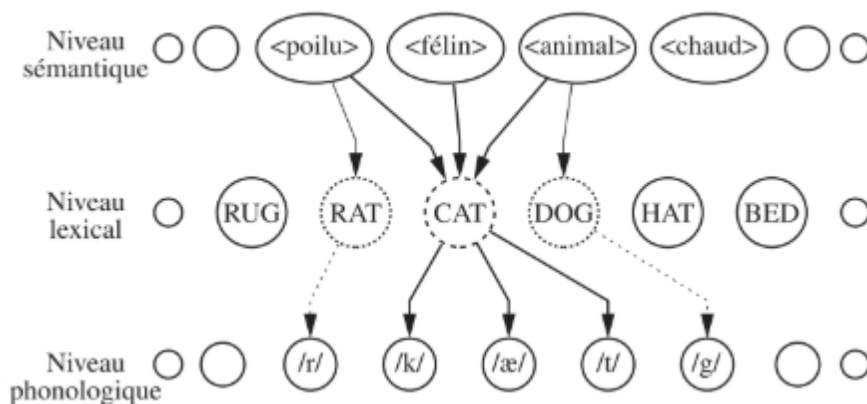 Niveau
sémantique
<poilu> <félin> <animal> <chaud>
Niveau
lexical
RUG RAT CAT DOG HAT BED
Niveau
phonologique
/r/ /k/ /æ/ /t/ /g/